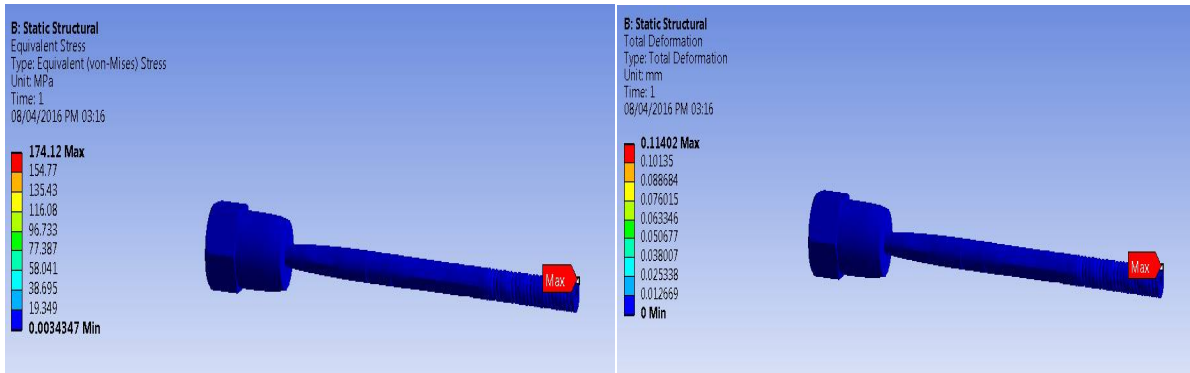 B: Static Structural
Equivalent Stress
Type: Equivalent (von-Mises) Stress
Unit: MPa
Time: 1
08/04/2016 PM 03:16
174.12 Max
154.77
135.43
116.08
96.733
77.387
58.041
38.695
19.349
0.0034347 Min
Max
B: Static Structural
Total Deformation
Type: Total Deformation
Unit: mm
Time: 1
08/04/2016 PM 03:16
0.11402 Max
0.10135
0.088684
0.076015
0.063346
0.050677
0.038007
0.025338
0.012669
0 Min
Max